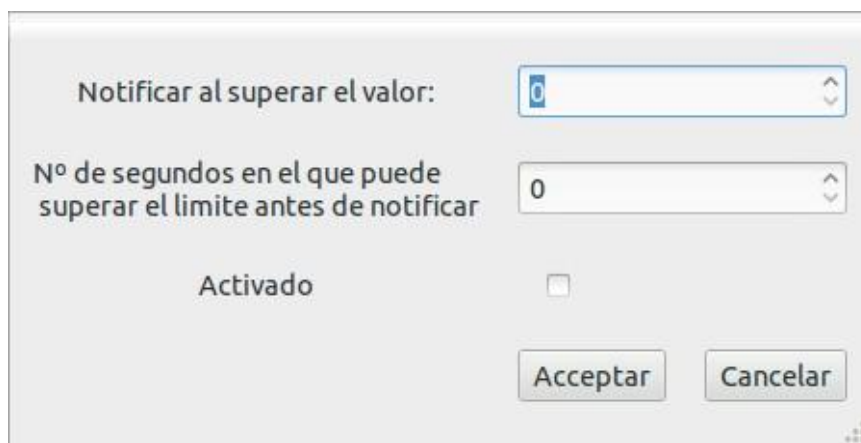 Notificar al superar el valor:
0
Nº de segundos en el que puede
superar el limite antes de notificar
0
Activado
Acceptar
Cancelar